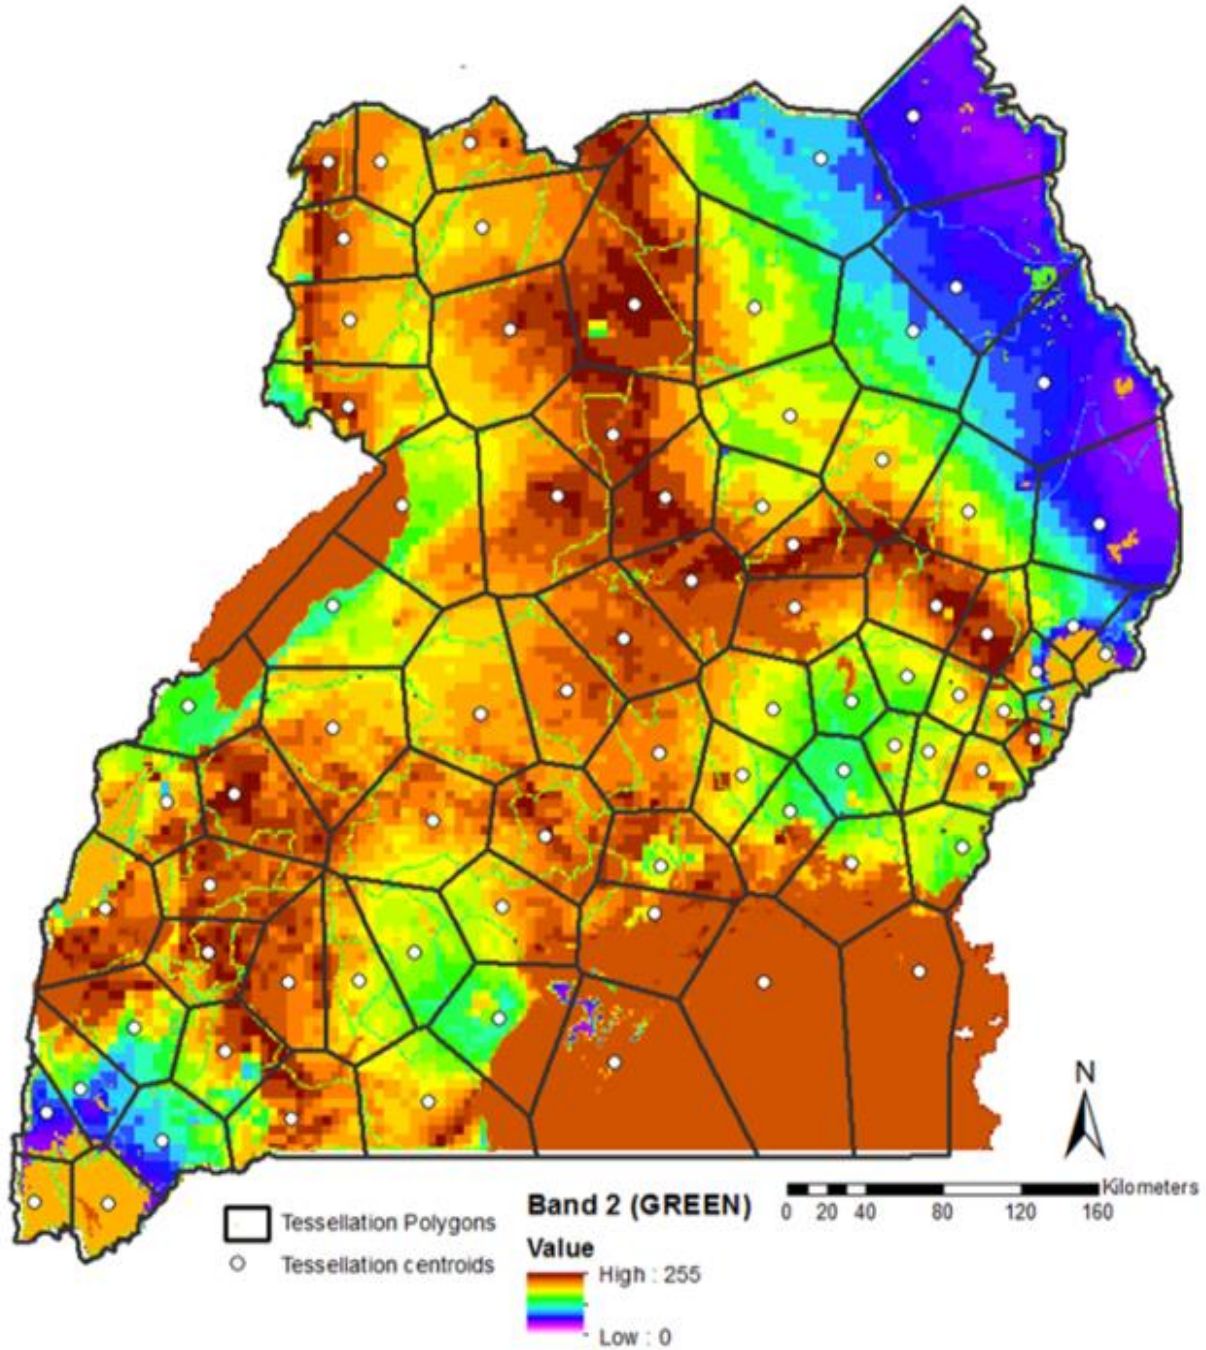 N
Kilometers
0 20 40 80 120 160
Tessellation Polygons
Tessellation centroids
Band 2 (GREEN)
Value
High : 255
Low : 0